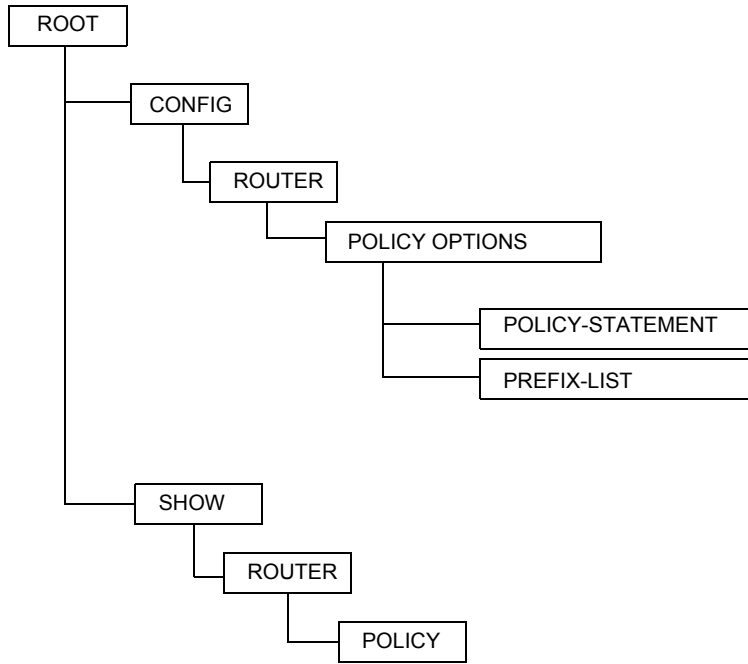 ROOT
CONFIG
ROUTER
POLICY OPTIONS
POLICY-STATEMENT
PREFIX-LIST
SHOW
ROUTER
POLICY